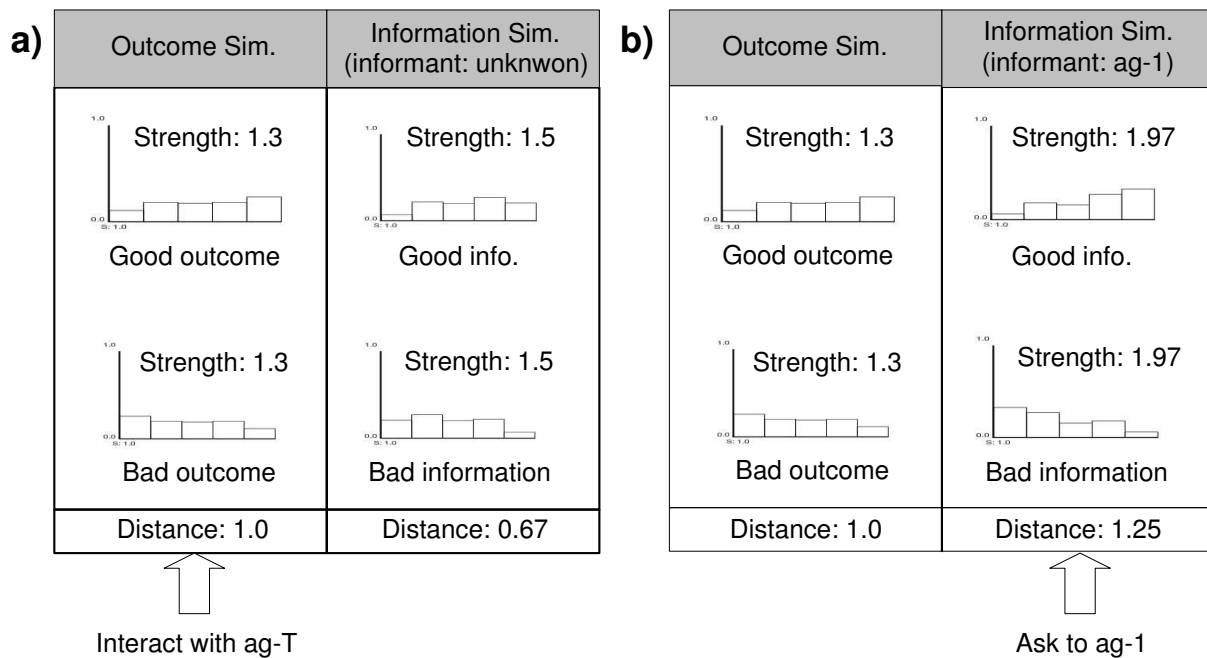 a)
Outcome Sim.
Information Sim.
(informant: unknwon)
1.0
Strength: 1.3
0.0
S: 1.0
Good outcome
1.0
Strength: 1.5
0.0
S: 1.0
Good info.
1.0
Strength: 1.3
0.0
S: 1.0
Bad outcome
1.0
Strength: 1.5
0.0
S: 1.0
Bad information
Distance: 1.0
Distance: 0.67
Interact with ag-T
b)
Outcome Sim.
Information Sim.
(informant: ag-1)
1.0
Strength: 1.3
0.0
S: 1.0
Good outcome
1.0
Strength: 1.97
0.0
S: 1.0
Good info.
1.0
Strength: 1.3
0.0
S: 1.0
Bad outcome
1.0
Strength: 1.97
0.0
S: 1.0
Bad information
Distance: 1.0
Distance: 1.25
Ask to ag-1